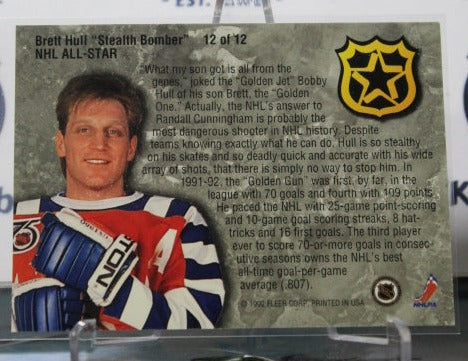 EST.
Brett Hull "Stealth Bomber" 12 of 12
NHL ALL-STAR
"What my son got is all from the
genes," joked the "Golden Jet" Bobby
Hull of his son Brett, the "Golden
One." Actually, the NHL's answer to
Randall Cunningham is probably the
most dangerous shooter in NHL history. Despite
teams knowing exactly what he can do, Hull is so stealthy
on his skates and so deadly quick and accurate with his wide
array of shots, that there is simply no way to stop him. In
1991-92, the "Golden Gun" was first, by far, in the
league with 70 goals and fourth with 109 points.
He paced the NHL with 25-game point-scoring
and 10-game goal scoring streaks, 8 hat-
tricks and 16 first goals. The third player
ever to score 70-or-more goals in consec-
utive seasons owns the NHL's best
all-time goal-per-game
average (.807).
75
TON
A
NHL
NHLPA
© 1992 FLEER CORP. PRINTED IN USA